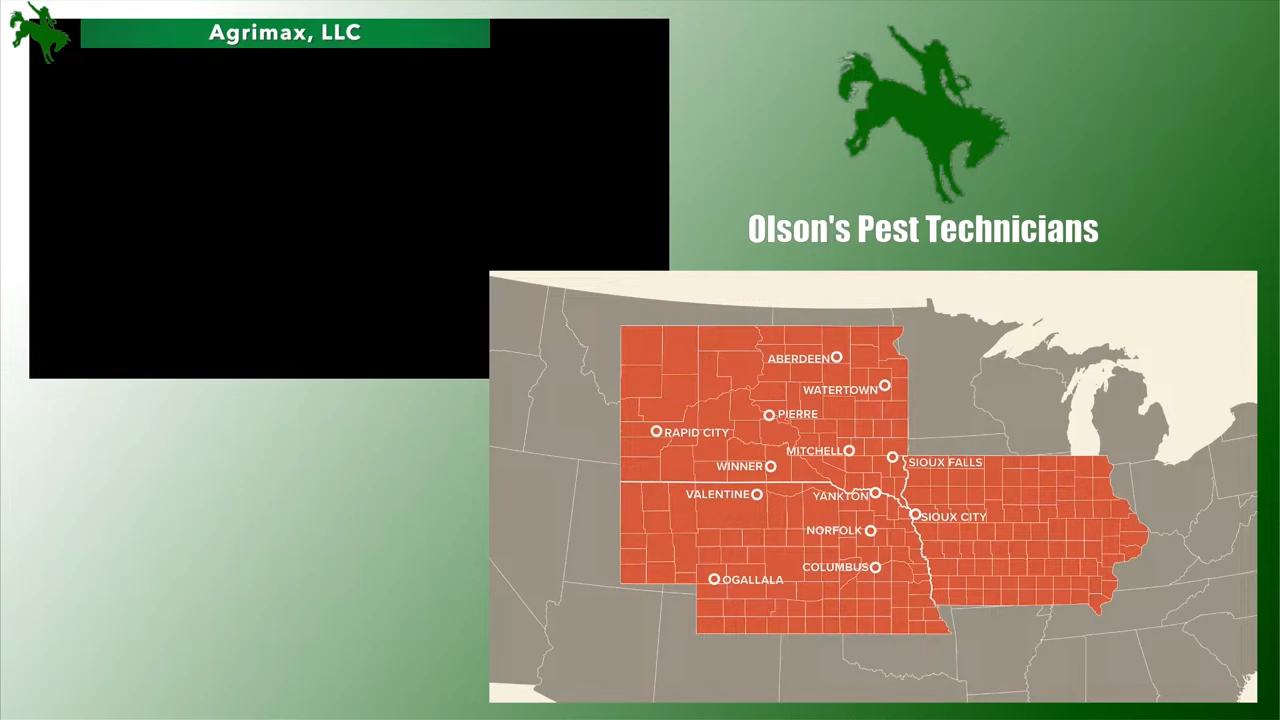 Agrimax, LLC
Olson's Pest Technicians
ABERDEEN
WATERTOWN
PIERRE
RAPID CITY
MITCHELL
SIOUX FALLS
WINNER
VALENTINE
YANKTON
SIOUX CITY
NORFOLK
COLUMBUS
OGALLALA